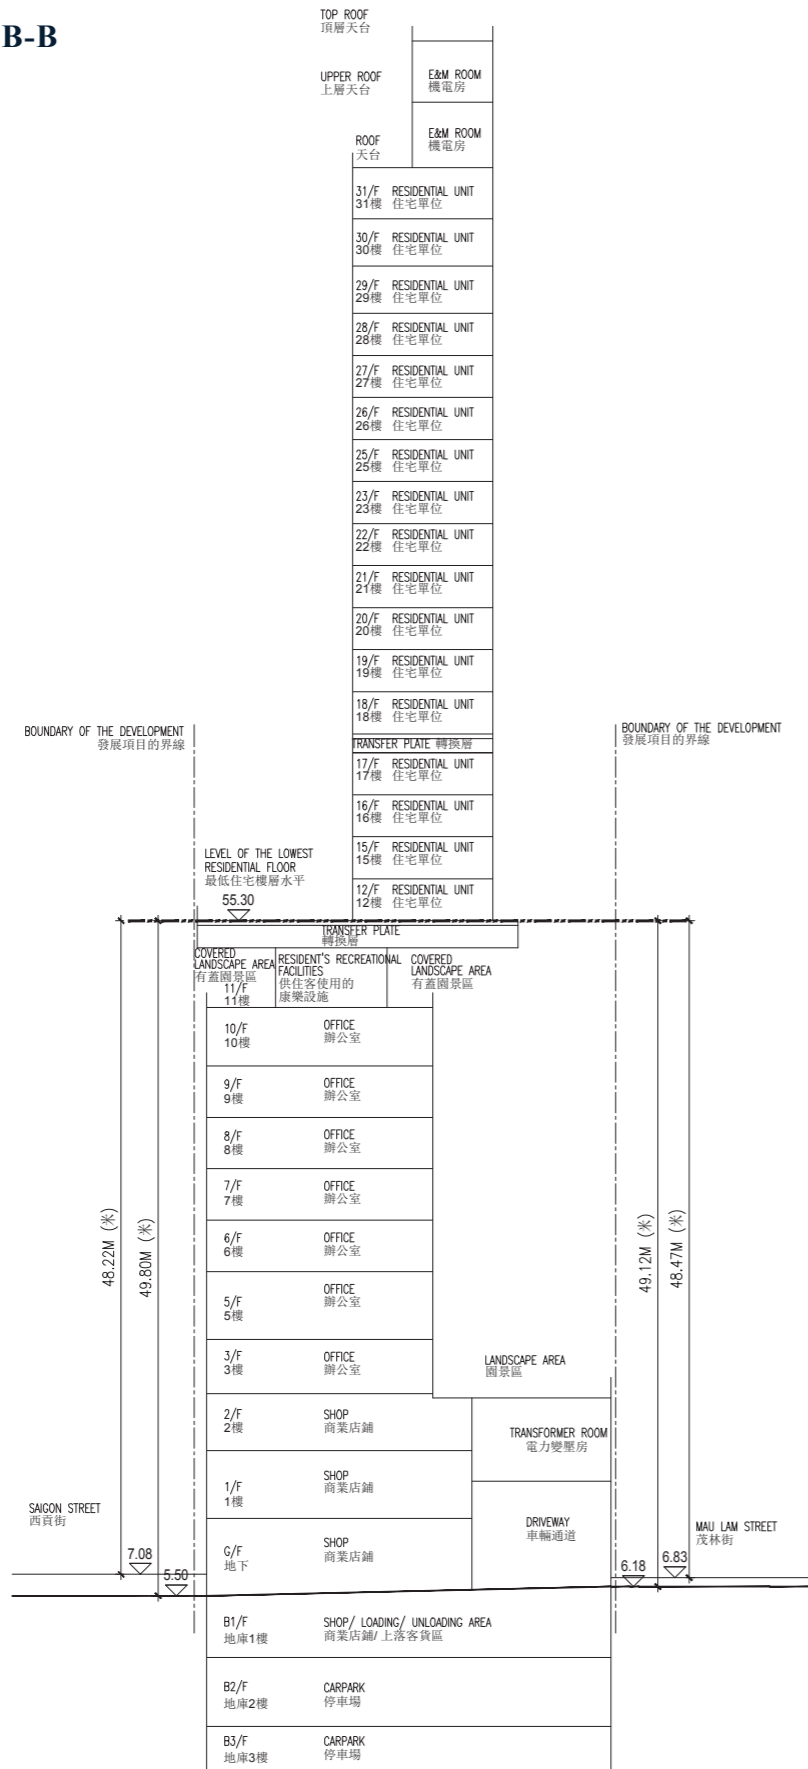 B-B
TOP ROOF
頂層天台
UPPER ROOF
上層天台
E&M ROOM
機電房
ROOF
天台
E&M ROOM
機電房
31/F RESIDENTIAL UNIT
31樓 住宅單位
30/F RESIDENTIAL UNIT
30樓 住宅單位
29/F RESIDENTIAL UNIT
29樓 住宅單位
28/F RESIDENTIAL UNIT
28樓 住宅單位
27/F RESIDENTIAL UNIT
27樓 住宅單位
26/F RESIDENTIAL UNIT
26樓 住宅單位
25/F RESIDENTIAL UNIT
25樓 住宅單位
23/F RESIDENTIAL UNIT
23樓 住宅單位
22/F RESIDENTIAL UNIT
22樓 住宅單位
21/F RESIDENTIAL UNIT
21樓 住宅單位
20/F RESIDENTIAL UNIT
20樓 住宅單位
19/F RESIDENTIAL UNIT
19樓 住宅單位
18/F RESIDENTIAL UNIT
18樓 住宅單位
BOUNDARY OF THE DEVELOPMENT
發展項目的界線
BOUNDARY OF THE DEVELOPMENT
發展項目的界線
TRANSFER PLATE 轉換層
17/F RESIDENTIAL UNIT
17樓 住宅單位
16/F RESIDENTIAL UNIT
16樓 住宅單位
15/F RESIDENTIAL UNIT
15樓 住宅單位
LEVEL OF THE LOWEST
RESIDENTIAL FLOOR
最低住宅樓層水平
55.30
12/F RESIDENTIAL UNIT
12樓 住宅單位
TRANSFER PLATE
轉換層
COVERED
LANDSCAPE AREA
有蓋園景區
11/F
11樓
RESIDENT'S RECREATIONAL
FACILITIES
供住客使用的
康樂設施
COVERED
LANDSCAPE AREA
有蓋園景區
10/F OFFICE
10樓 辦公室
9/F OFFICE
9樓 辦公室
8/F OFFICE
8樓 辦公室
7/F OFFICE
7樓 辦公室
6/F OFFICE
6樓 辦公室
48.22M (米)
49.80M (米)
49.12M (米)
48.47M (米)
5/F OFFICE
5樓 辦公室
3/F OFFICE
3樓 辦公室
LANDSCAPE AREA
園景區
2/F SHOP
2樓 商業店鋪
TRANSFORMER ROOM
電力變壓房
1/F SHOP
1樓 商業店鋪
SAIGON STREET
西貢街
DRIVEWAY
車輛通道
MAU LAM STREET
茂林街
G/F SHOP
地下 商業店鋪
7.08
5.50
6.18
6.83
B1/F SHOP/ LOADING/ UNLOADING AREA
地庫1樓 商業店鋪/ 上落客貨區
B2/F CARPARK
地庫2樓 停車場
B3/F CARPARK
地庫3樓 停車場